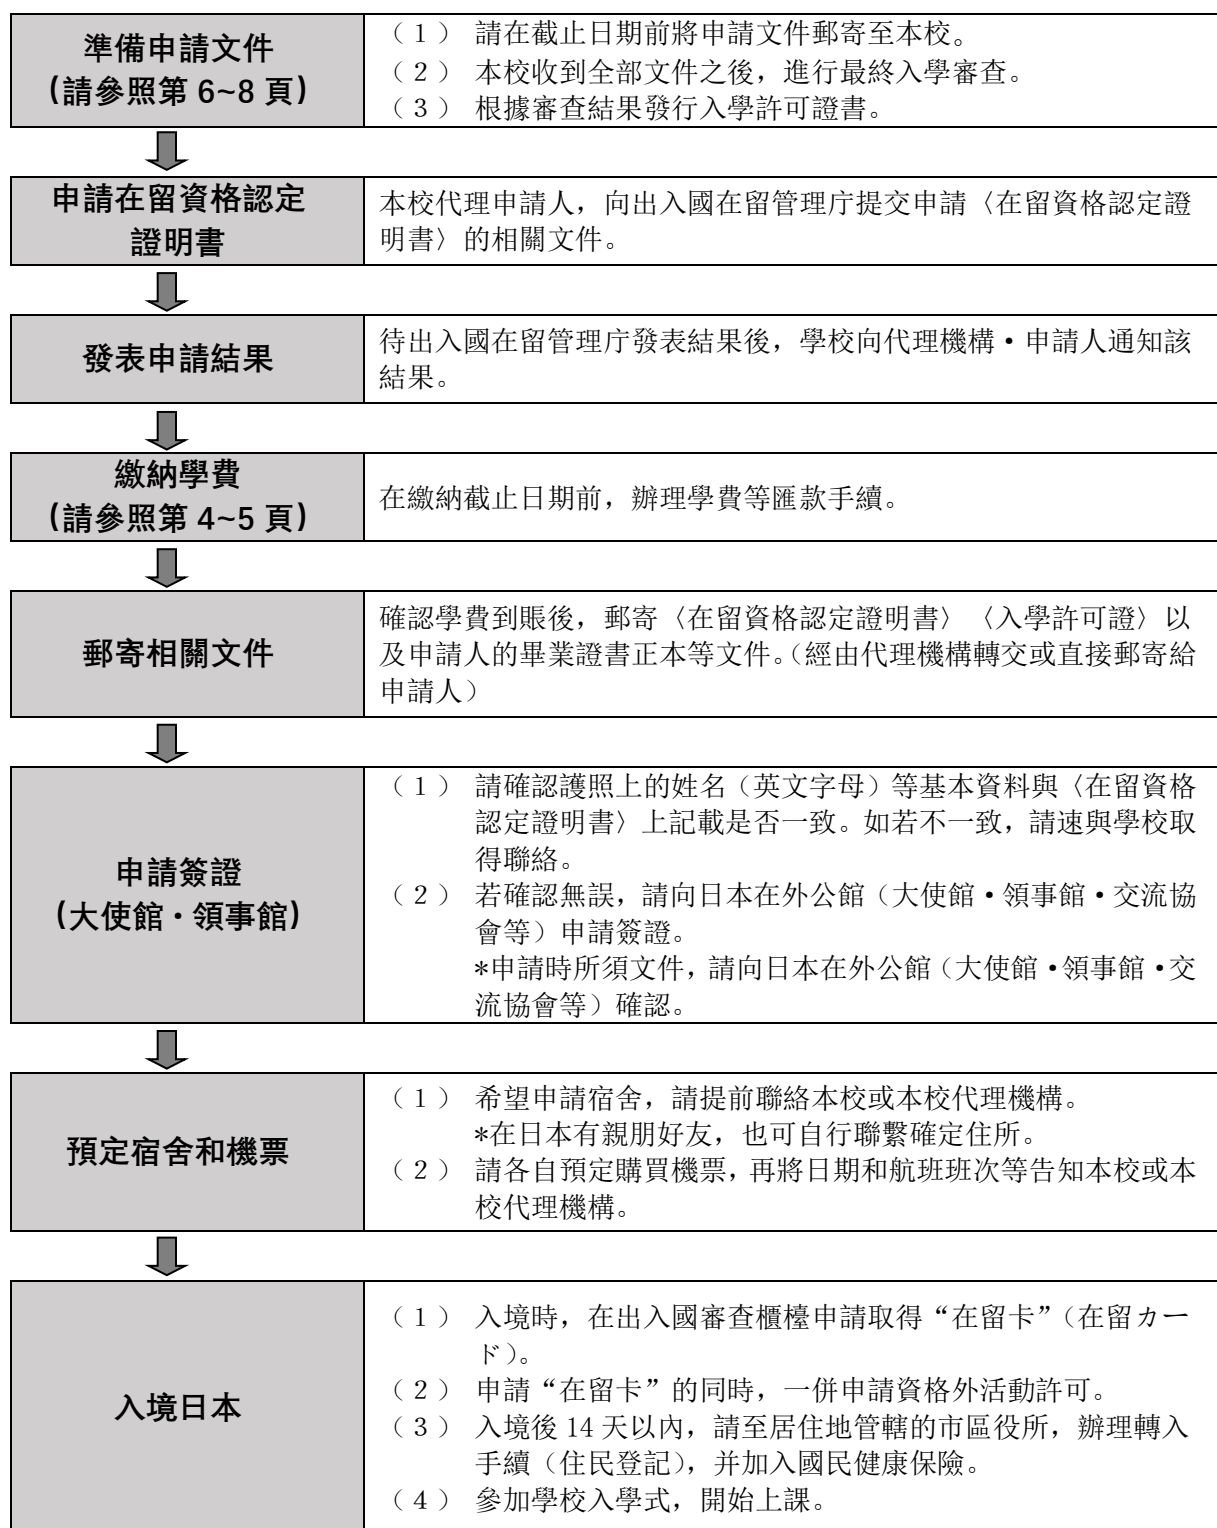 準備申請文件
(請參照第 6~8 頁)
（１） 請在截止日期前將申請文件郵寄至本校。
（２） 本校收到全部文件之後，進行最終入學審查。
（３） 根據審查結果發行入學許可證書。
申請在留資格認定
證明書
本校代理申請人，向出入國在留管理庁提交申請〈在留資格認定證
明書〉的相關文件。
發表申請結果
待出入國在留管理庁發表結果後，學校向代理機構・申請人通知該
結果。
繳納學費
(請參照第 4~5 頁)
在繳納截止日期前，辦理學費等匯款手續。
郵寄相關文件
確認學費到賬後，郵寄〈在留資格認定證明書〉〈入學許可證〉以
及申請人的畢業證書正本等文件。（經由代理機構轉交或直接郵寄給
申請人）
申請簽證
(大使館・領事館)
（１） 請確認護照上的姓名（英文字母）等基本資料與〈在留資格
認定證明書〉上記載是否一致。如若不一致，請速與學校取
得聯絡。
（２） 若確認無誤，請向日本在外公館（大使館・領事館・交流協
會等）申請簽證。
*申請時所須文件，請向日本在外公館（大使館・領事館・交
流協會等）確認。
預定宿舍和機票
（１） 希望申請宿舍，請提前聯絡本校或本校代理機構。
*在日本有親朋好友，也可自行聯繫確定住所。
（２） 請各自預定購買機票，再將日期和航班班次等告知本校或本
校代理機構。
入境日本
（１） 入境時，在出入國審查櫃檯申請取得“在留卡”（在留カー
ド）。
（２） 申請“在留卡”的同時，一併申請資格外活動許可。
（３） 入境後 14 天以內，請至居住地管轄的市區役所，辦理轉入
手續（住民登記），并加入國民健康保險。
（４） 參加學校入學式，開始上課。